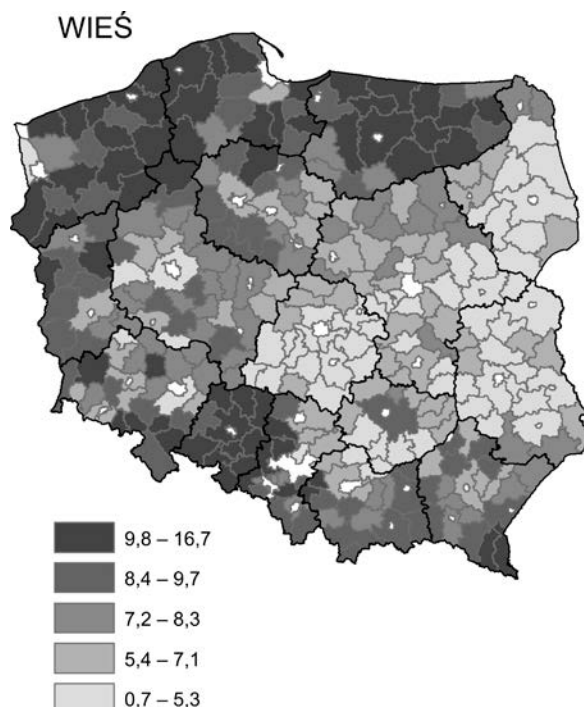 WIEŚ
9,8 – 16,7
8,4 – 9,7
7,2 – 8,3
5,4 – 7,1
0,7 – 5,3